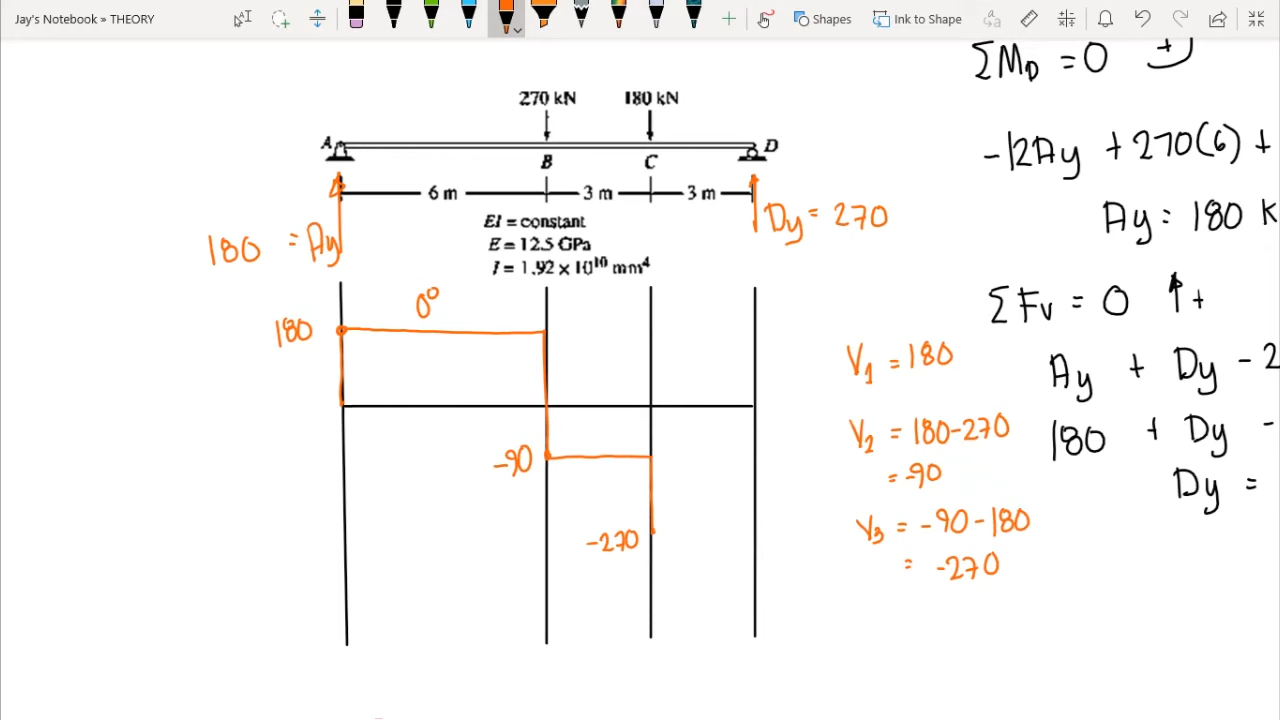 Jay's Notebook » THEORY
Shapes
Ink to Shape
270 kN 180 kN
A D
B C
6 m 3 m 3 m
EI = constant
E = 12.5 GPa
I = 1.92 × 10¹⁰ mm⁴
180 = Ay
Dy = 270
0°
180
-90
-270
V₁ = 180
V₂ = 180-270
= -90
V₃ = -90-180
= -270
ΣM_D = 0 +
-12Ay + 270(6) +
Ay = 180 K
ΣFv = 0 ↑+
Ay + Dy - 2
180 + Dy -
Dy =